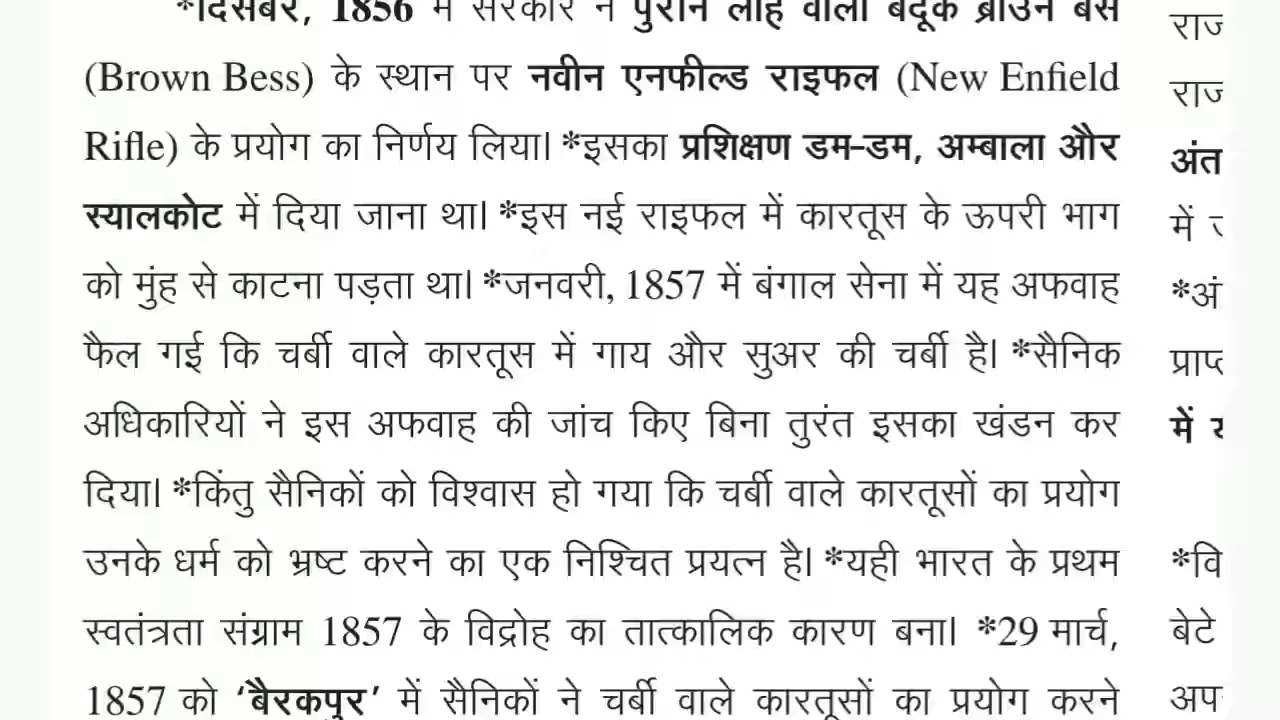 *दिसंबर, 1856 में सरकार ने पुराने लोहे वाली बंदूक ब्राउन बेस
(Brown Bess) के स्थान पर नवीन एनफील्ड राइफल (New Enfield
Rifle) के प्रयोग का निर्णय लिया। *इसका प्रशिक्षण डम-डम, अम्बाला और
स्यालकोट में दिया जाना था। *इस नई राइफल में कारतूस के ऊपरी भाग
को मुंह से काटना पड़ता था। *जनवरी, 1857 में बंगाल सेना में यह अफवाह
फैल गई कि चर्बी वाले कारतूस में गाय और सुअर की चर्बी है। *सैनिक
अधिकारियों ने इस अफवाह की जांच किए बिना तुरंत इसका खंडन कर
दिया। *किंतु सैनिकों को विश्वास हो गया कि चर्बी वाले कारतूसों का प्रयोग
उनके धर्म को भ्रष्ट करने का एक निश्चित प्रयत्न है। *यही भारत के प्रथम
स्वतंत्रता संग्राम 1857 के विद्रोह का तात्कालिक कारण बना। *29 मार्च,
1857 को ‘बैरकपुर’ में सैनिकों ने चर्बी वाले कारतूसों का प्रयोग करने
अंत
में
*अं
में
*वि
बेटे
अप